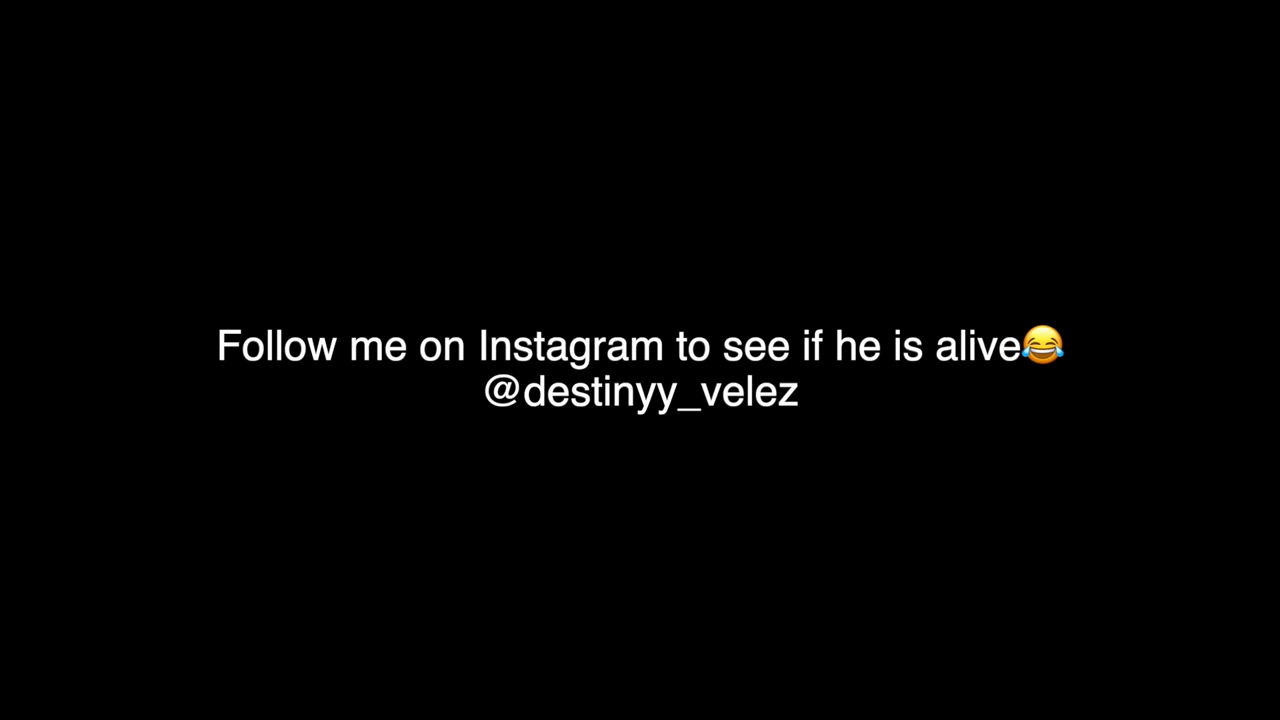 Follow me on Instagram to see if he is alive😂
@destinyy_velez